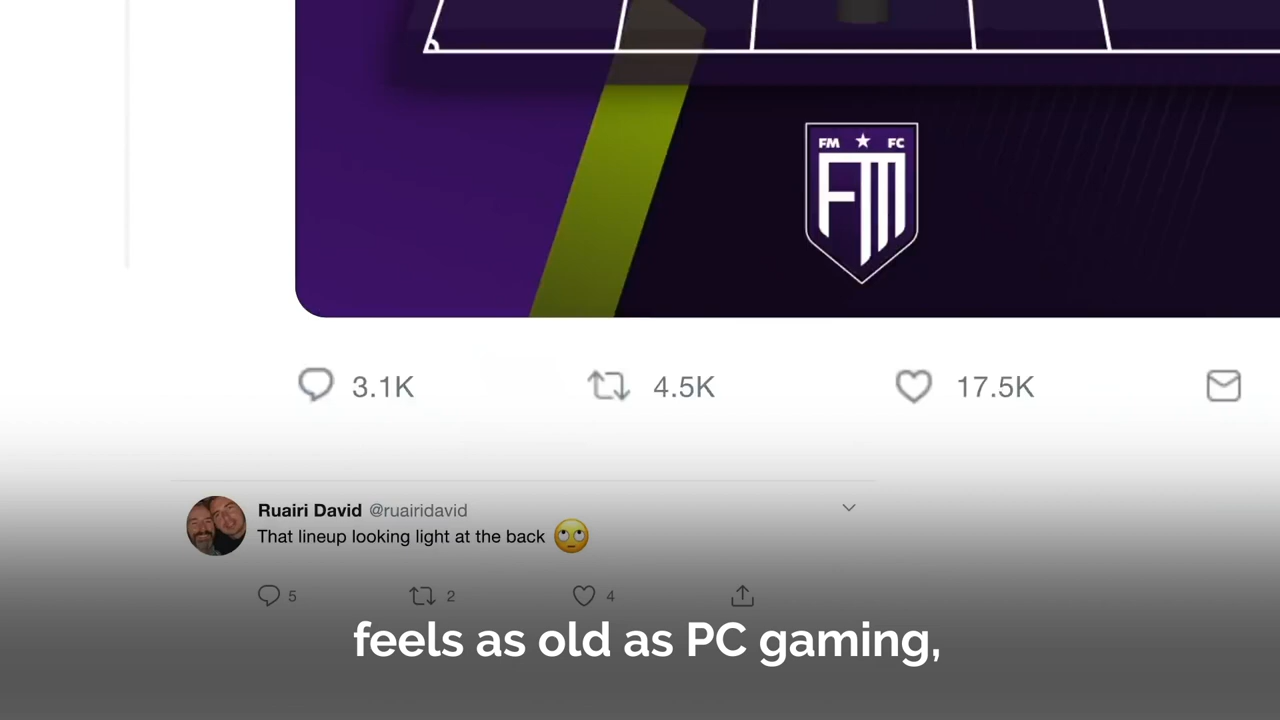 FM ★ FC
FM
3.1K 4.5K 17.5K
Ruairi David @ruairidavid
That lineup looking light at the back 🙄
5 2 4
feels as old as PC gaming,